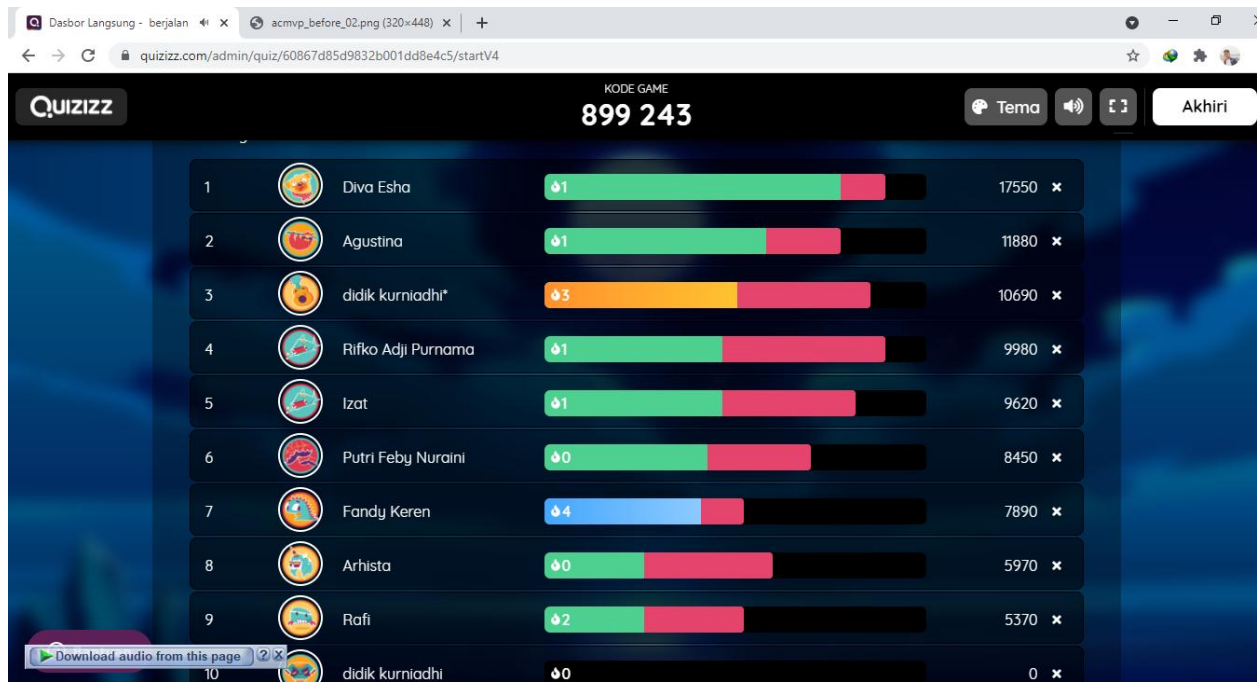 Dasbor Langsung - berjalan
acmvp_before_02.png (320×448)
quizizz.com/admin/quiz/60867d85d9832b001dd8e4c5/startV4
Quizizz
KODE GAME
899 243
Tema
Akhiri
1 Diva Esha 1 17550
2 Agustina 1 11880
3 didik kurniadhi* 3 10690
4 Rifko Adji Purnama 1 9980
5 Izat 1 9620
6 Putri Feby Nuraini 0 8450
7 Fandy Keren 4 7890
8 Arhista 0 5970
9 Rafi 2 5370
Download audio from this page ? X
10 didik kurniadhi 0 0